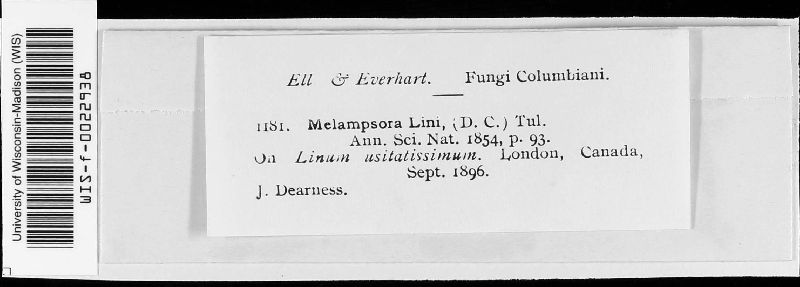 University of Wisconsin-Madison (WIS)
WIS-f-0022938
Ell & Everhart. Fungi Columbiani.
1181. Melampsora Lini, (D. C.) Tul.
Ann. Sci. Nat. 1854, p. 93.
On Linum usitatissimum. London, Canada,
Sept. 1896.
J. Dearness.